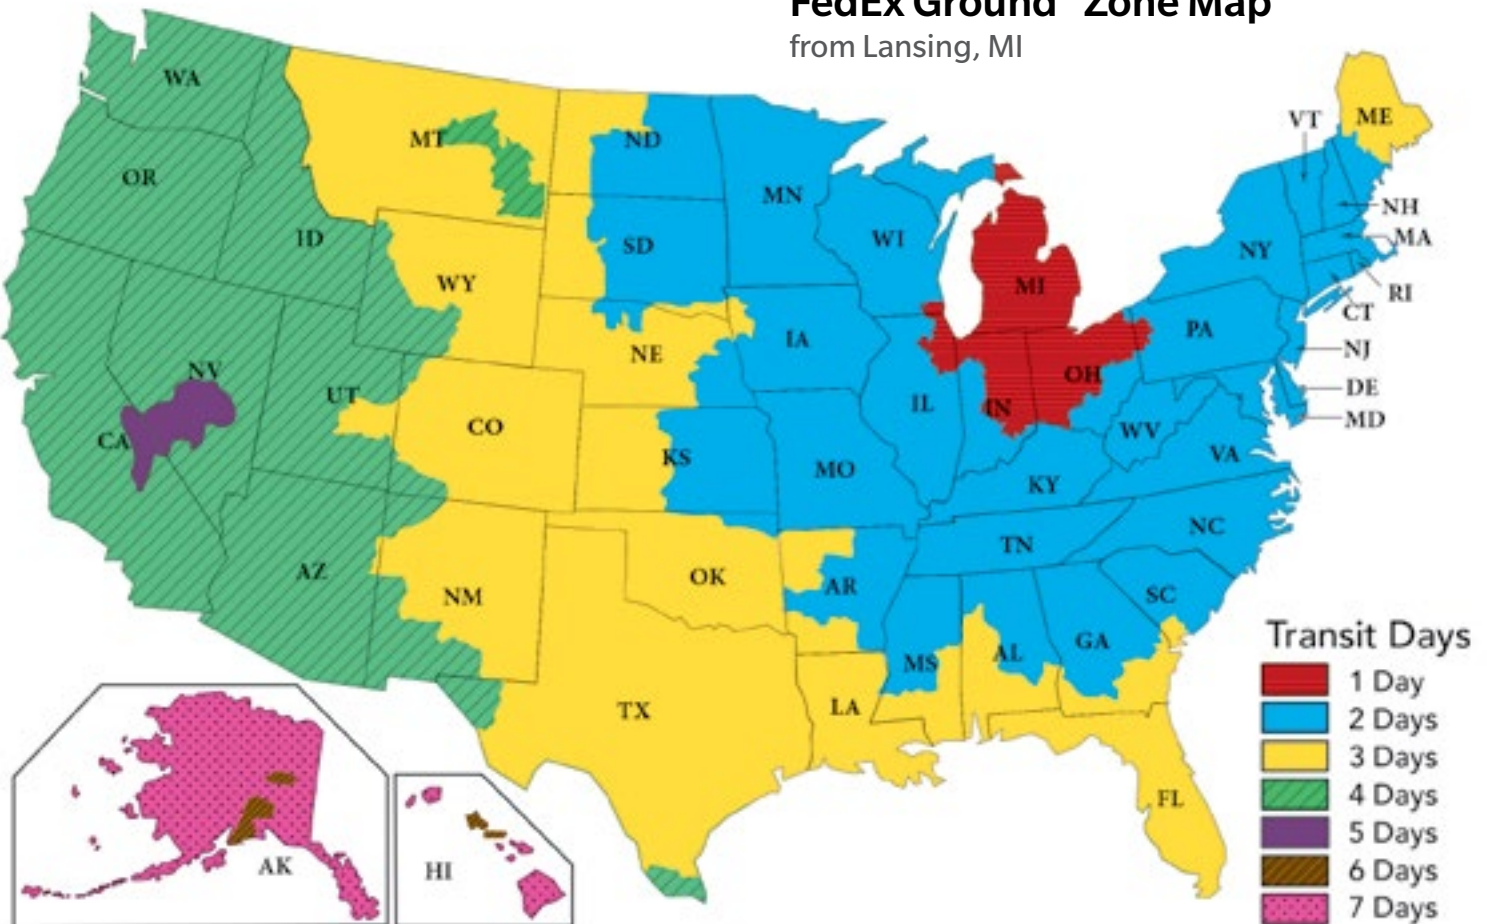 FedEx Ground Zone Map
from Lansing, MI
WA
MT
ND
VT
ME
OR
MN
NH
ID
SD
WI
NY
MA
WY
MI
RI
CT
IA
PA
NE
NJ
NV
OH
DE
UT
IL
IN
MD
CO
WV
CA
KS
MO
VA
KY
NC
TN
AZ
OK
AR
NM
SC
GA
MS
AL
TX
LA
FL
AK
HI
Transit Days
1 Day
2 Days
3 Days
4 Days
5 Days
6 Days
7 Days